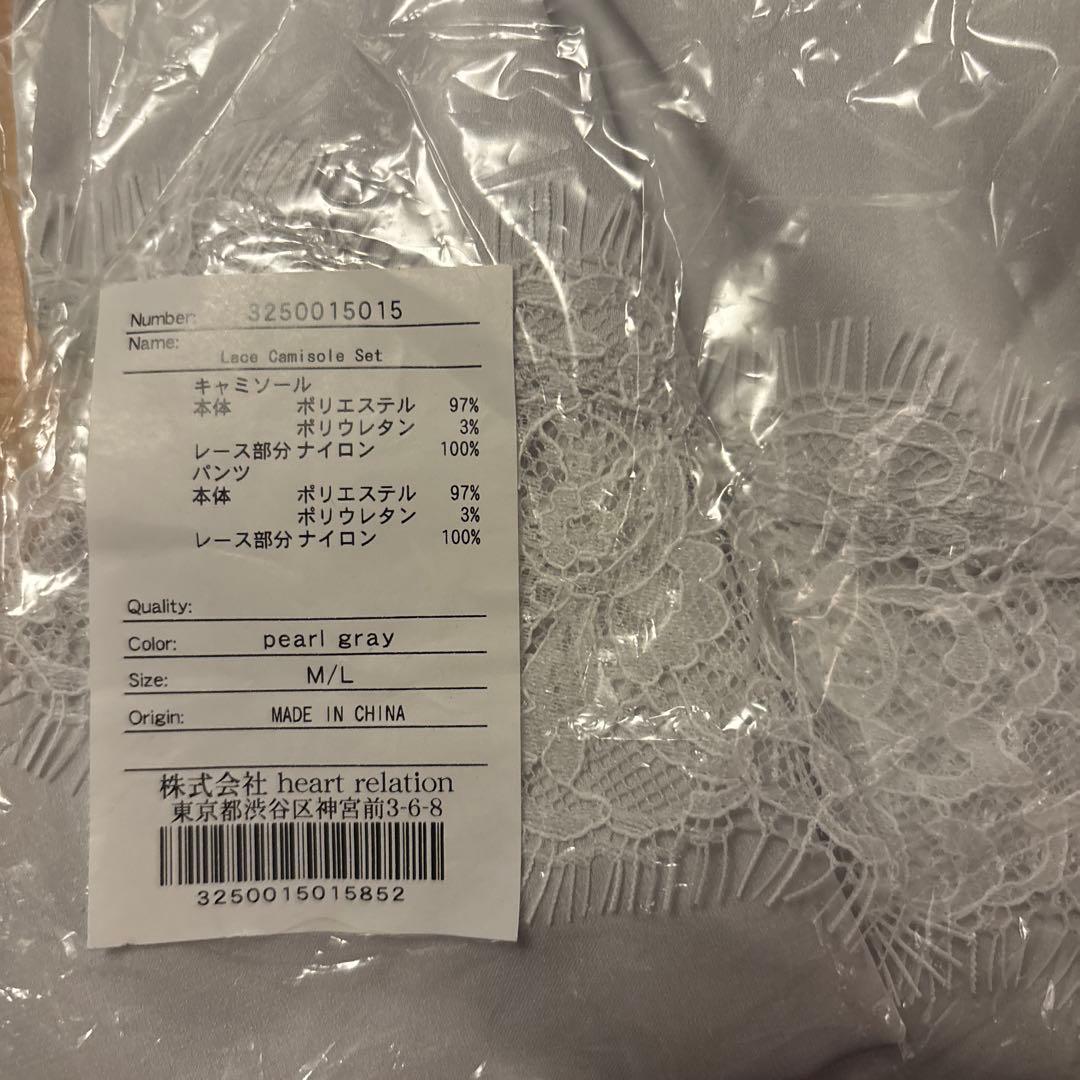 Number: 3250015015
Name:
Lace Camisole Set
キャミソール
本体 ポリエステル 97%
ポリウレタン 3%
レース部分 ナイロン 100%
パンツ
本体 ポリエステル 97%
ポリウレタン 3%
レース部分 ナイロン 100%
Quality:
Color: pearl gray
Size: M/L
Origin: MADE IN CHINA
株式会社 heart relation
東京都渋谷区神宮前3-6-8
3250015015852